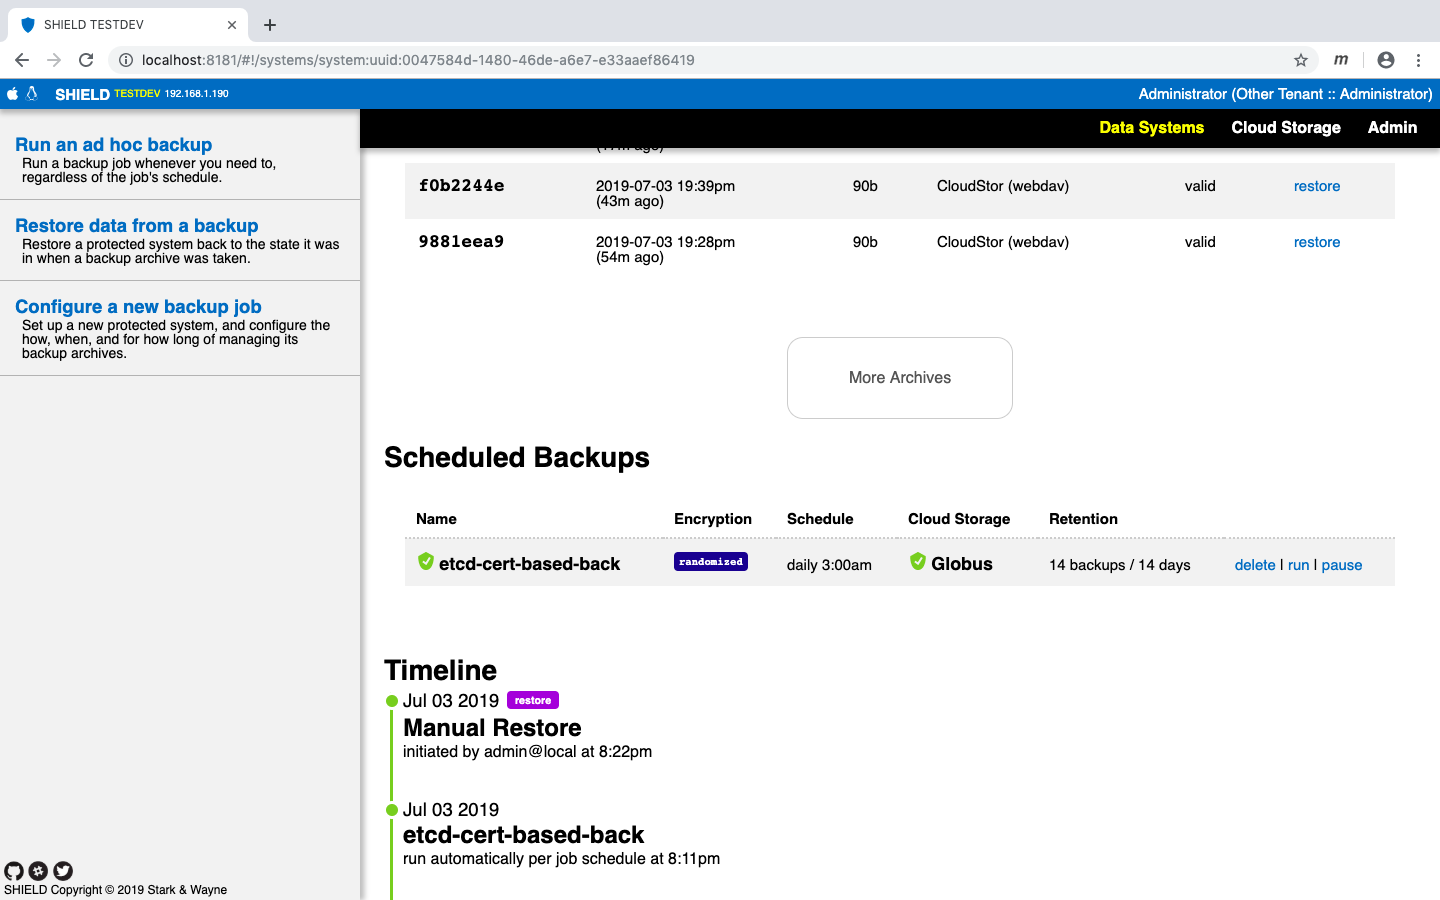 SHIELD TESTDEV
localhost:8181/#!/systems/system:uuid:0047584d-1480-46de-a6e7-e33aaef86419
SHIELD TESTDEV 192.168.1.190
Administrator (Other Tenant :: Administrator)
Data Systems Cloud Storage Admin
Run an ad hoc backup
Run a backup job whenever you need to,
regardless of the job's schedule.
Restore data from a backup
Restore a protected system back to the state it was
in when a backup archive was taken.
Configure a new backup job
Set up a new protected system, and configure the
how, when, and for how long of managing its
backup archives.
f0b2244e 2019-07-03 19:39pm 90b CloudStor (webdav) valid restore
(43m ago)
9881eea9 2019-07-03 19:28pm 90b CloudStor (webdav) valid restore
(54m ago)
More Archives
Scheduled Backups
Name Encryption Schedule Cloud Storage Retention
etcd-cert-based-back randomized daily 3:00am Globus 14 backups / 14 days delete | run | pause
Timeline
Jul 03 2019 restore
Manual Restore
initiated by admin@local at 8:22pm
Jul 03 2019
etcd-cert-based-back
run automatically per job schedule at 8:11pm
SHIELD Copyright © 2019 Stark & Wayne